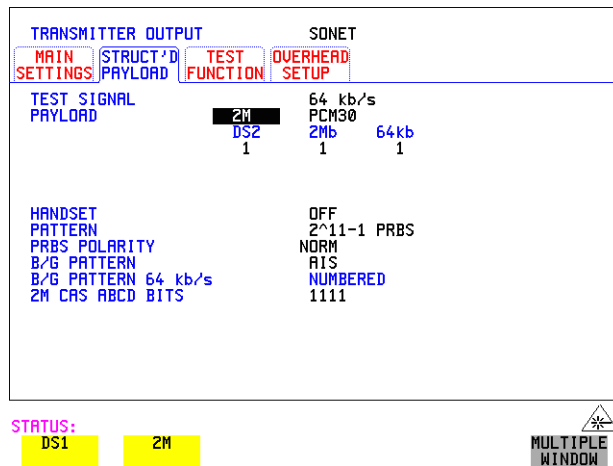 TRANSMITTER OUTPUT SONET
MAIN SETTINGS STRUCT'D PAYLOAD TEST FUNCTION OVERHEAD SETUP
TEST SIGNAL 64 kb/s
PAYLOAD 2M PCM30
DS2 2Mb 64kb
1 1 1
HANDSET OFF
PATTERN 2^11-1 PRBS
PRBS POLARITY NORM
B/G PATTERN AIS
B/G PATTERN 64 kb/s NUMBERED
2M CAS ABCD BITS 1111
STATUS:
DS1 2M MULTIPLE WINDOW